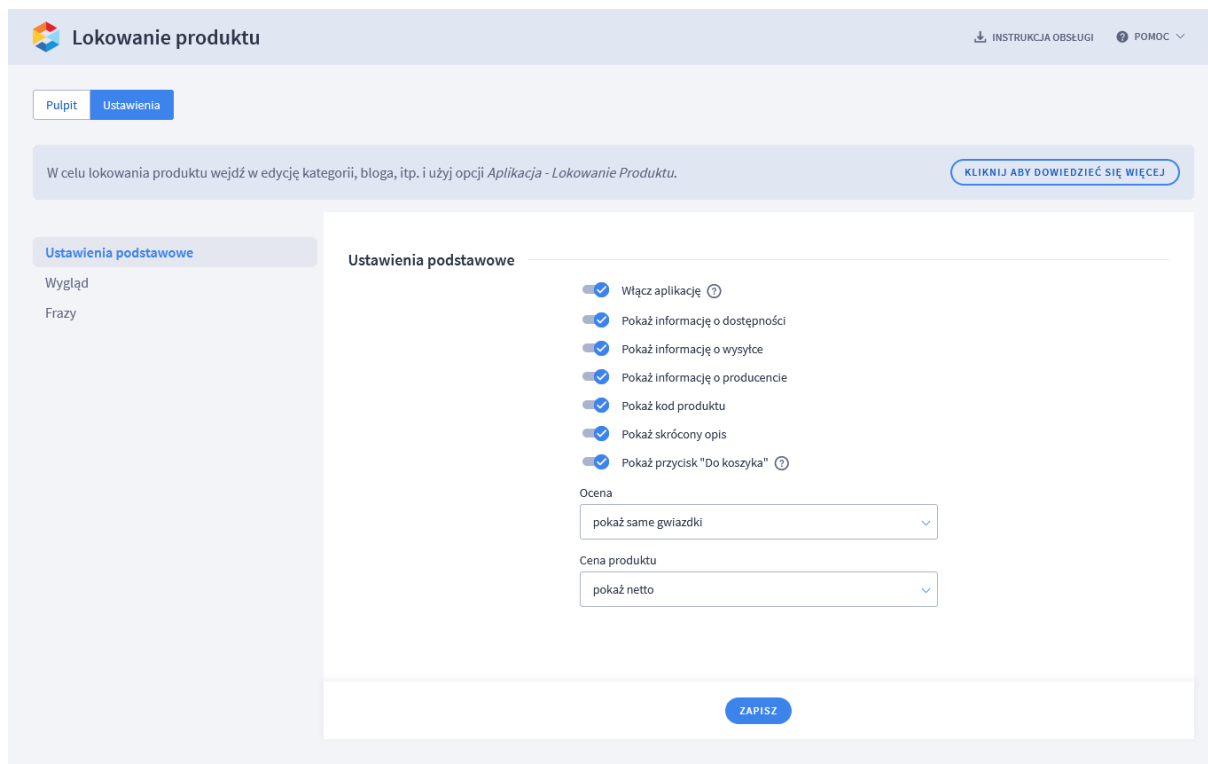 Lokowanie produktu
INSTRUKCJA OBSŁUGI
POMOC
Pulpit
Ustawienia
W celu lokowania produktu wejdź w edycję kategorii, bloga, itp. i użyj opcji Aplikacja - Lokowanie Produktu.
KLIKNIJ ABY DOWIEDZIEĆ SIĘ WIĘCEJ
Ustawienia podstawowe
Wygląd
Frazy
Ustawienia podstawowe
Włącz aplikację
Pokaż informację o dostępności
Pokaż informację o wysyłce
Pokaż informację o producencie
Pokaż kod produktu
Pokaż skrócony opis
Pokaż przycisk "Do koszyka"
Ocena
pokaż same gwiazdki
Cena produktu
pokaż netto
ZAPISZ